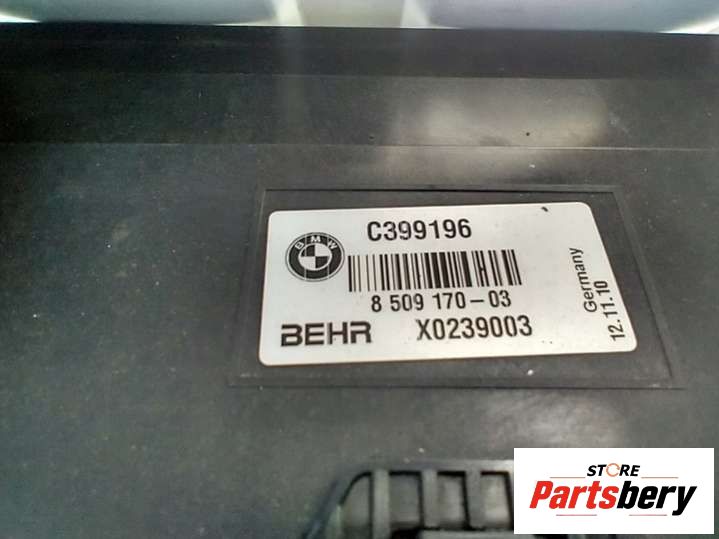 C399196
BMW
8 509 170-03
BEHR X0239003
Germany
12.11.10
STORE
Partsbery